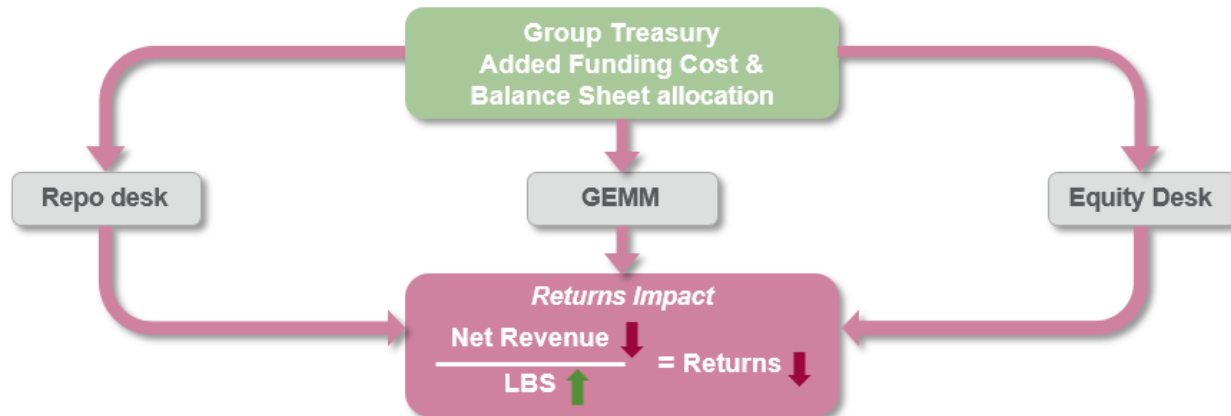 Group Treasury
Added Funding Cost &
Balance Sheet allocation
Repo desk
GEMM
Equity Desk
Returns Impact
Net Revenue
LBS
= Returns